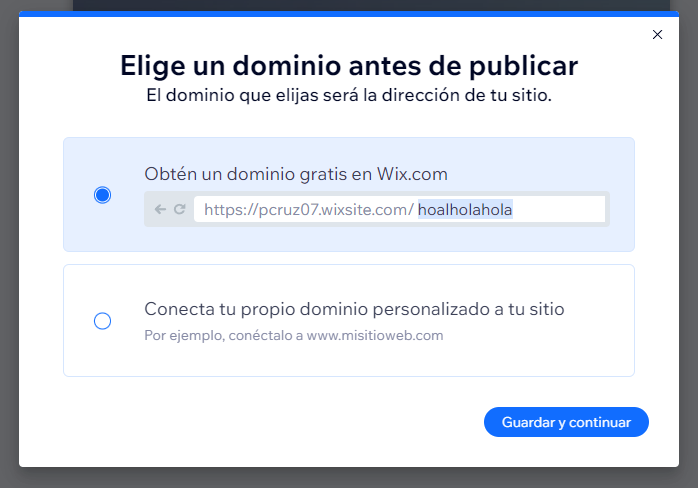 Elige un dominio antes de publicar
El dominio que elijas será la dirección de tu sitio.
Obtén un dominio gratis en Wix.com
https://pcruz07.wixsite.com/ hoalholahola
Conecta tu propio dominio personalizado a tu sitio
Por ejemplo, conéctalo a www.misitioweb.com
Guardar y continuar